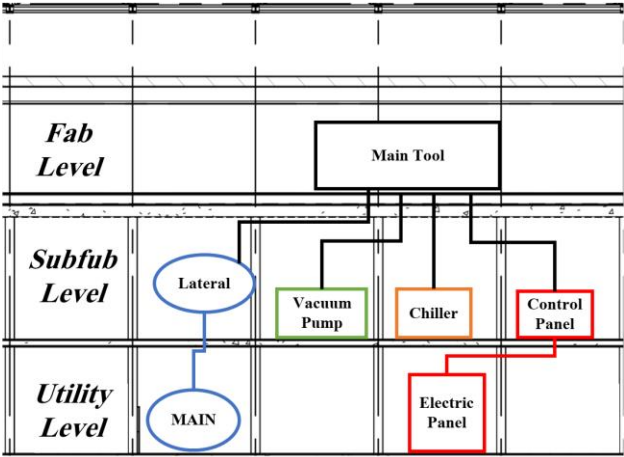 Fab
Level
Main Tool
Subfub
Level
Lateral
Vacuum
Pump
Chiller
Control
Panel
Utility
Level
MAIN
Electric
Panel